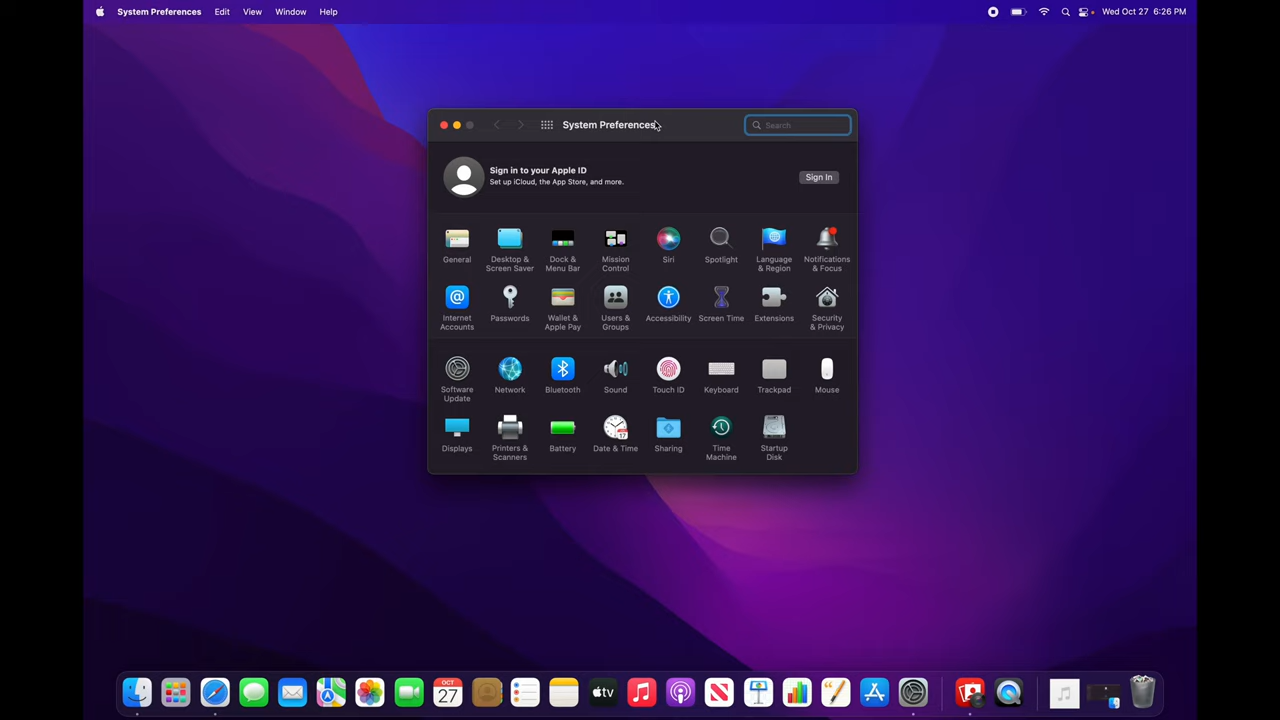 System Preferences Edit View Window Help Wed Oct 27 6:26 PM
System Preferences Search
Sign in to your Apple ID
Set up iCloud, the App Store, and more.
Sign In
General
Desktop &
Screen Saver
Dock &
Menu Bar
Mission
Control
Siri
Spotlight
Language
& Region
Notifications
& Focus
Internet
Accounts
Passwords
Wallet &
Apple Pay
Users &
Groups
Accessibility
Screen Time
Extensions
Security
& Privacy
Software
Update
Network
Bluetooth
Sound
Touch ID
Keyboard
Trackpad
Mouse
Displays
Printers &
Scanners
Battery
Date & Time
Sharing
Time
Machine
Startup
Disk
17
OCT
27
tv